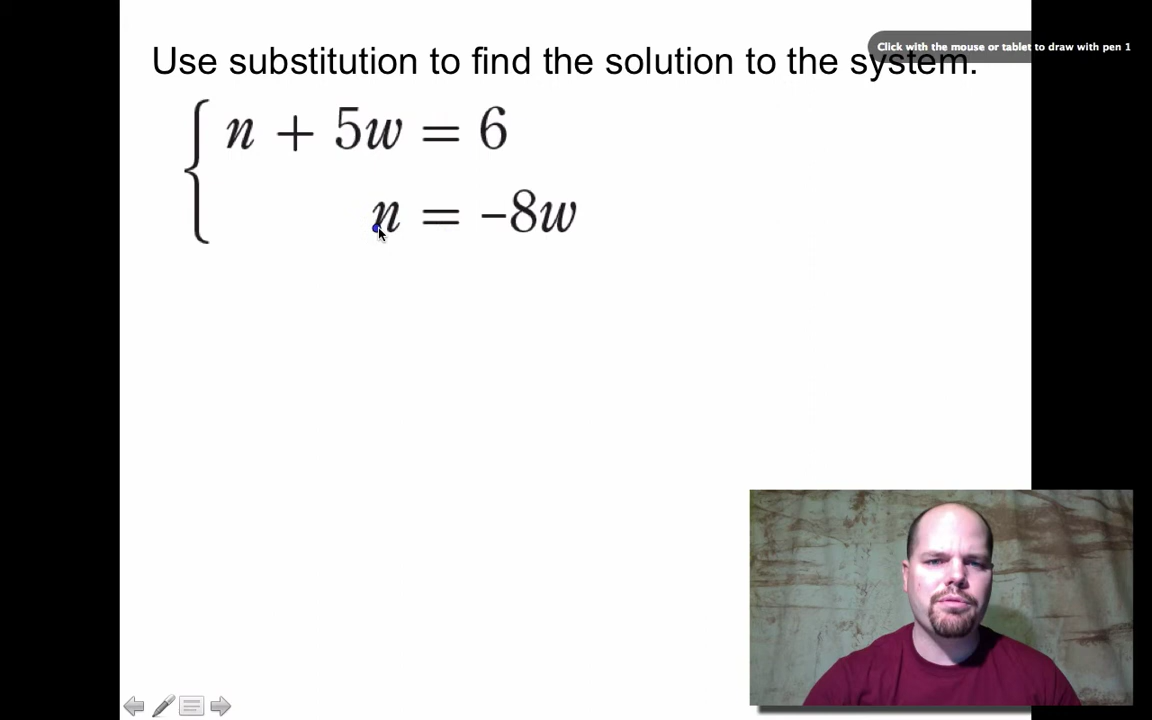 Use substitution to find the solution to the system.
Click with the mouse or tablet to draw with pen 1
n + 5w = 6
n = –8w